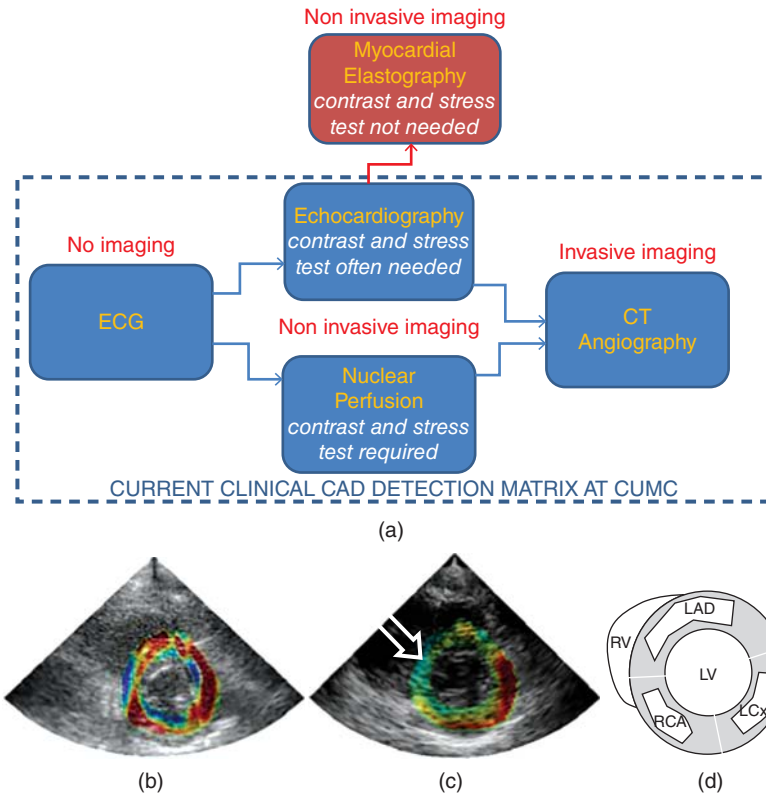 Non invasive imaging
Myocardial
Elastography
contrast and stress
test not needed
No imaging
ECG
Echocardiography
contrast and stress
test often needed
Non invasive imaging
Nuclear
Perfusion
contrast and stress
test required
Invasive imaging
CT
Angiography
CURRENT CLINICAL CAD DETECTION MATRIX AT CUMC
(a)
(b)
(c)
RV
LAD
LV
RCA
LCx
(d)